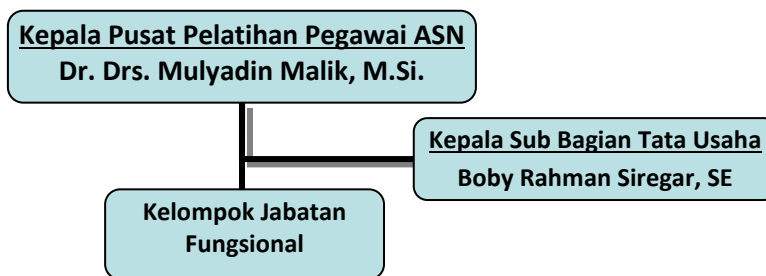 Kepala Pusat Pelatihan Pegawai ASN
Dr. Drs. Mulyadin Malik, M.Si.
Kepala Sub Bagian Tata Usaha
Boby Rahman Siregar, SE
Kelompok Jabatan
Fungsional